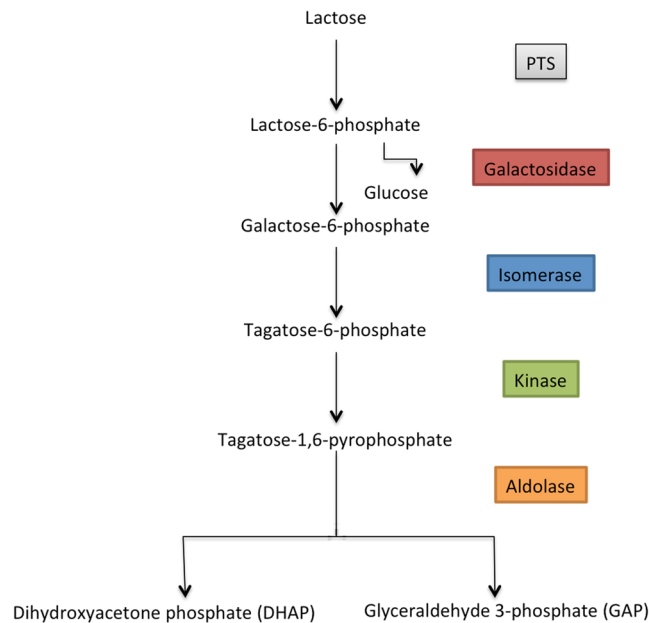 Lactose
PTS
Lactose-6-phosphate
Galactosidase
Glucose
Galactose-6-phosphate
Isomerase
Tagatose-6-phosphate
Kinase
Tagatose-1,6-pyrophosphate
Aldolase
Dihydroxyacetone phosphate (DHAP)
Glyceraldehyde 3-phosphate (GAP)